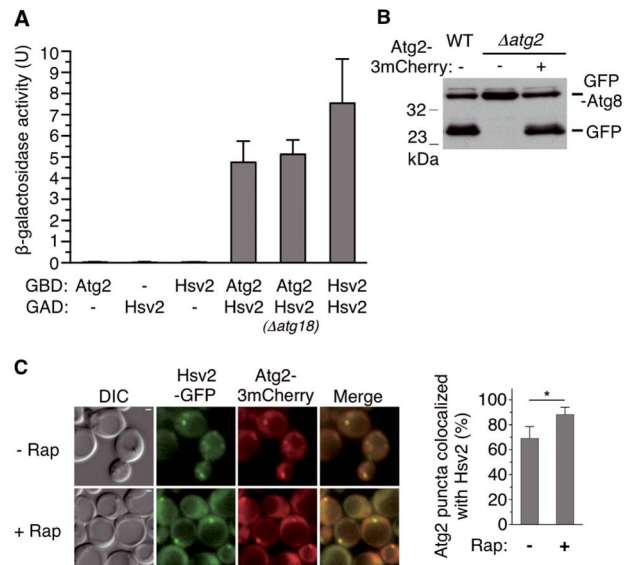 A
β-galactosidase activity (U)
10
9
8
7
6
5
4
3
2
1
0
GBD: Atg2 - Hsv2 Atg2 Atg2 Hsv2
GAD: - Hsv2 - Hsv2 Hsv2 Hsv2
(Δatg18)
B
WT Δatg2
Atg2-
3mCherry: - - +
GFP
-Atg8
32
GFP
23
kDa
C
Hsv2 Atg2-
DIC -GFP 3mCherry Merge
- Rap
+ Rap
Atg2 puncta colocalized
with Hsv2 (%)
100
80
60
40
20
0
*
Rap: - +